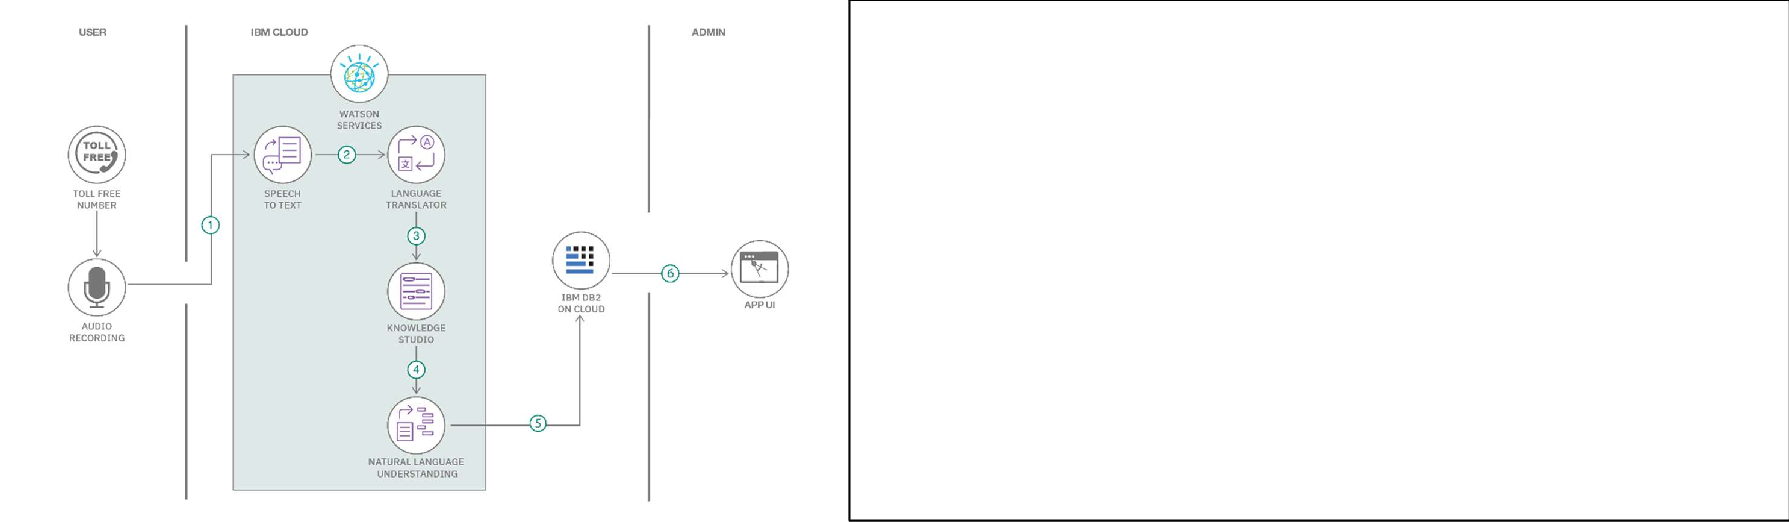 USER
IBM CLOUD
ADMIN
WATSON
SERVICES
TOLL
FREE
TOLL FREE
NUMBER
1
AUDIO
RECORDING
SPEECH
TO TEXT
2
A
文
LANGUAGE
TRANSLATOR
3
KNOWLEDGE
STUDIO
4
NATURAL LANGUAGE
UNDERSTANDING
5
IBM DB2
ON CLOUD
6
APP UI